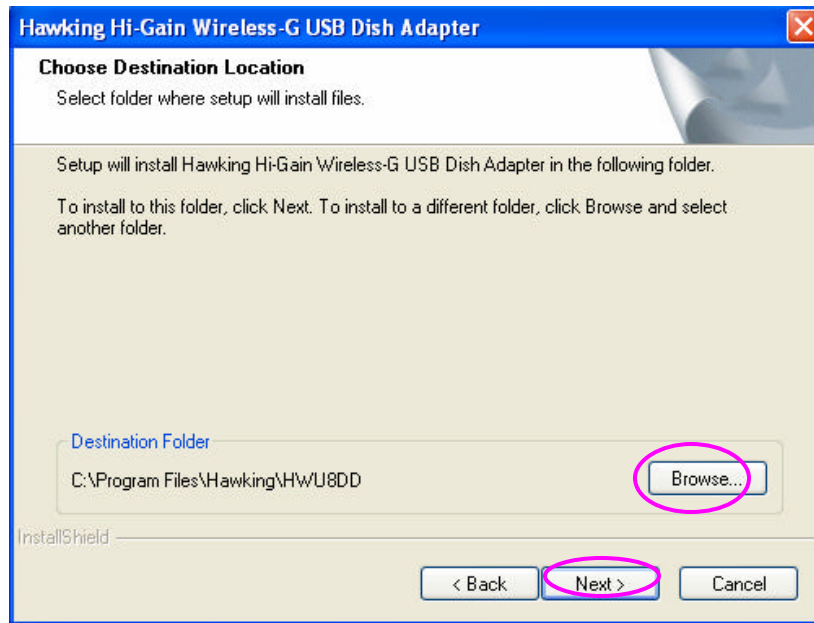 Hawking Hi-Gain Wireless-G USB Dish Adapter
Choose Destination Location
Select folder where setup will install files.
Setup will install Hawking Hi-Gain Wireless-G USB Dish Adapter in the following folder.
To install to this folder, click Next. To install to a different folder, click Browse and select
another folder.
Destination Folder
C:\Program Files\Hawking\HWU8DD
Browse...
InstallShield
< Back
Next >
Cancel